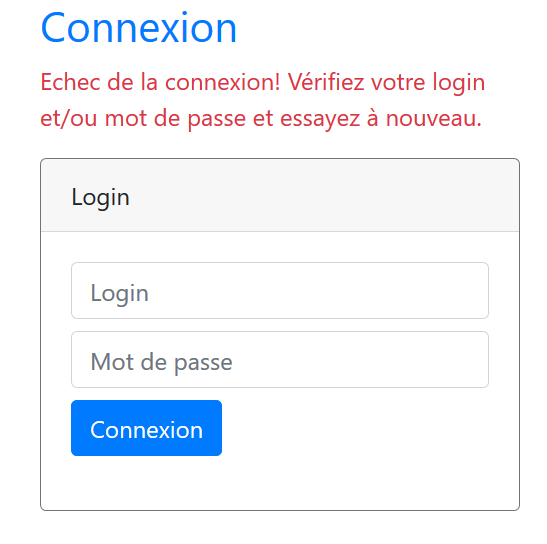 Connexion
Echec de la connexion! Vérifiez votre login
et/ou mot de passe et essayez à nouveau.
Login
Login
Mot de passe
Connexion